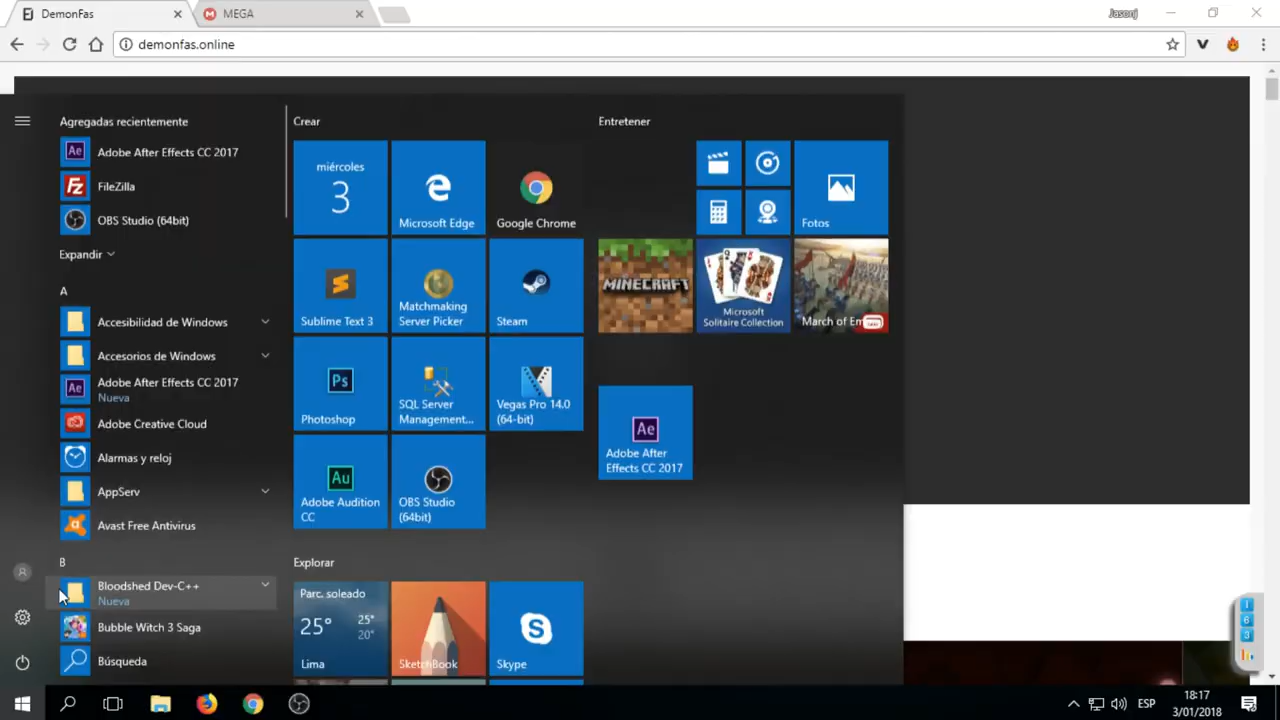 DemonFas
MEGA
Jasonj
demonfas.online
Agregadas recientemente
Adobe After Effects CC 2017
FileZilla
OBS Studio (64bit)
Expandir
A
Accesibilidad de Windows
Accesorios de Windows
Adobe After Effects CC 2017
Nueva
Adobe Creative Cloud
Alarmas y reloj
AppServ
Avast Free Antivirus
B
Bloodshed Dev-C++
Nueva
Bubble Witch 3 Saga
Búsqueda
Crear
miércoles
3
Microsoft Edge
Google Chrome
Sublime Text 3
Matchmaking
Server Picker
Steam
Photoshop
SQL Server
Management...
Vegas Pro 14.0
(64-bit)
Adobe Audition
CC
OBS Studio
(64bit)
Explorar
Parc. soleado
25°
25°
20°
Lima
SketchBook
Skype
Entretener
Fotos
MINECRAFT
Microsoft
Solitaire Collection
March of
Adobe After
Effects CC 2017
ESP
18:17
3/01/2018